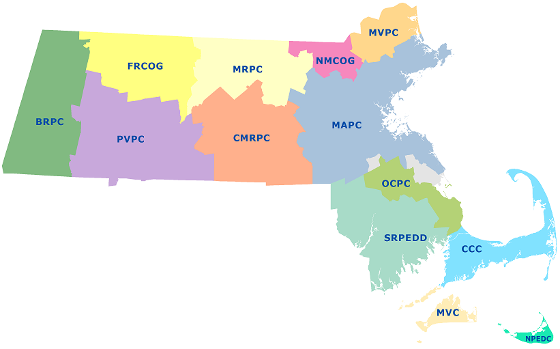 MVPC
NMCOG
FRCOG
MRPC
BRPC
PVPC
CMRPC
MAPC
OCPC
SRPEDD
CCC
MVC
NPEDC